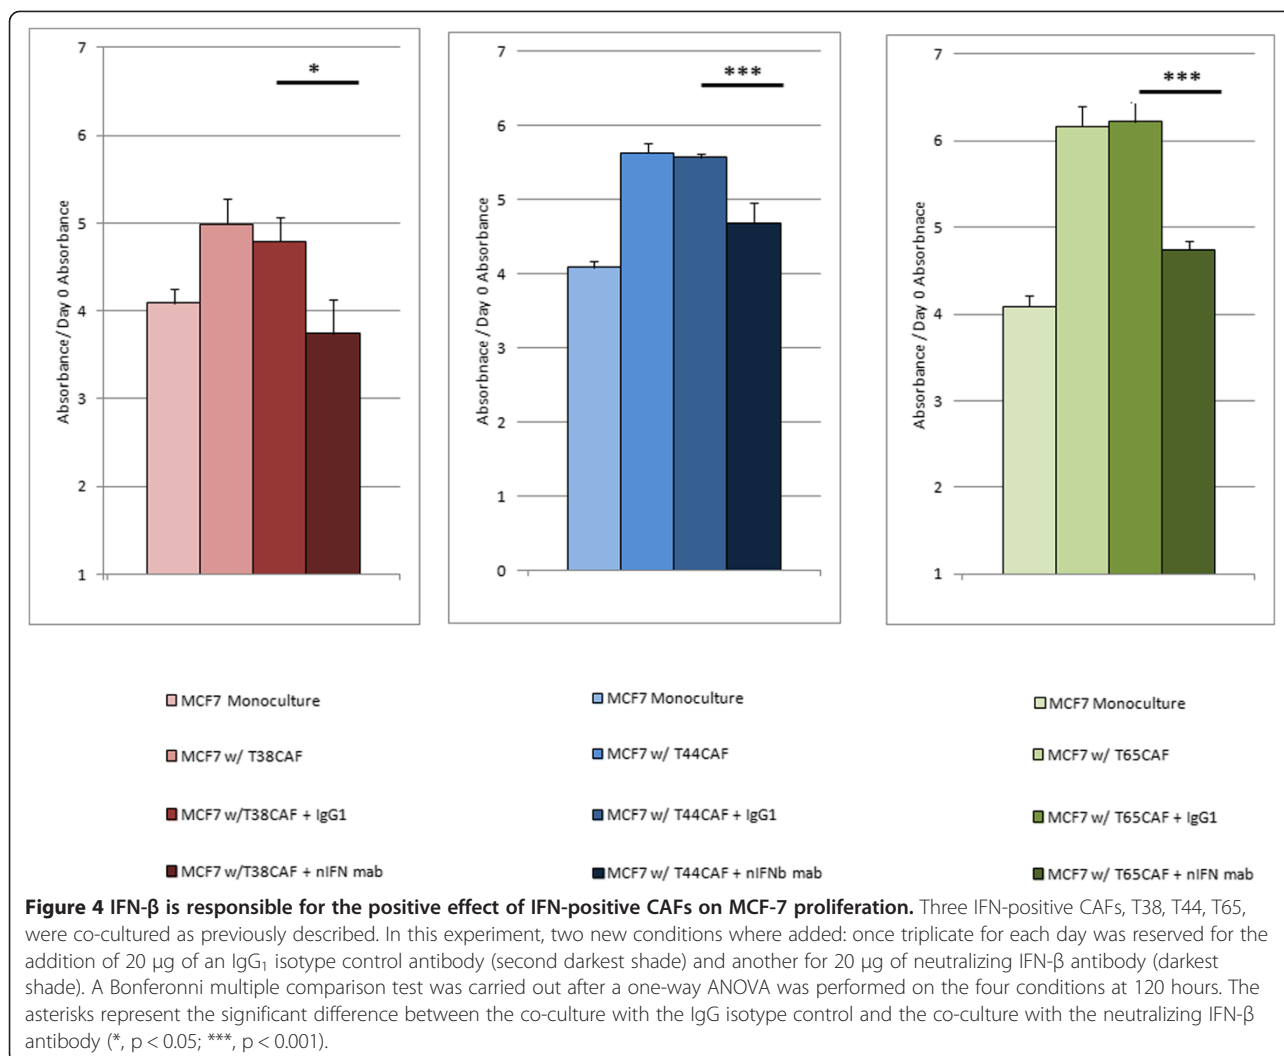 7
6
5
4
3
2
1
Absorbance / Day 0 Absorbance
*
7
6
5
4
3
2
1
0
Absorbnace / Day 0 Absorbance
***
7
6
5
4
3
2
1
Absorbance / Day 0 Absorbnace
***
MCF7 Monoculture
MCF7 w/ T38CAF
MCF7 w/T38CAF + IgG1
MCF7 w/T38CAF + nIFN mab
MCF7 Monoculture
MCF7 w/ T44CAF
MCF7 w/ T44CAF + IgG1
MCF7 w/ T44CAF + nIFNb mab
MCF7 Monoculture
MCF7 w/ T65CAF
MCF7 w/ T65CAF + IgG1
MCF7 w/ T65CAF + nIFN mab
Figure 4 IFN-β is responsible for the positive effect of IFN-positive CAFs on MCF-7 proliferation. Three IFN-positive CAFs, T38, T44, T65,
were co-cultured as previously described. In this experiment, two new conditions where added: once triplicate for each day was reserved for the
addition of 20 μg of an IgG₁ isotype control antibody (second darkest shade) and another for 20 μg of neutralizing IFN-β antibody (darkest
shade). A Bonferonni multiple comparison test was carried out after a one-way ANOVA was performed on the four conditions at 120 hours. The
asterisks represent the significant difference between the co-culture with the IgG isotype control and the co-culture with the neutralizing IFN-β
antibody (*, p < 0.05; ***, p < 0.001).